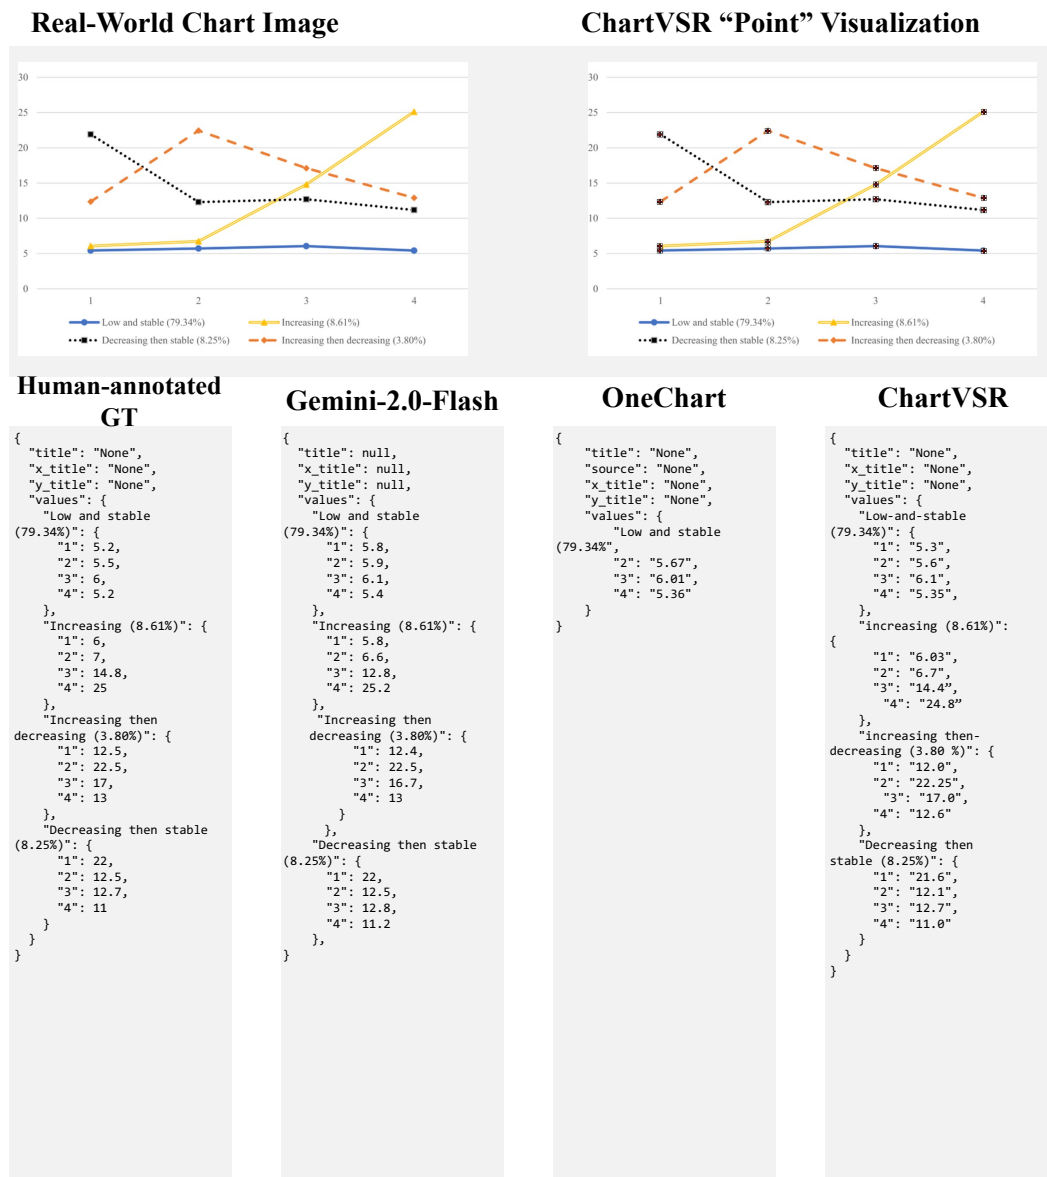 Real-World Chart Image
ChartVSR “Point” Visualization
30
25
20
15
10
5
0
1 2 3 4
Low and stable (79.34%) Increasing (8.61%)
Decreasing then stable (8.25%) Increasing then decreasing (3.80%)
30
25
20
15
10
5
0
1 2 3 4
Low and stable (79.34%) Increasing (8.61%)
Decreasing then stable (8.25%) Increasing then decreasing (3.80%)
Human-annotated
GT
{
"title": "None",
"x_title": "None",
"y_title": "None",
"values": {
"Low and stable
(79.34%)": {
"1": 5.2,
"2": 5.5,
"3": 6,
"4": 5.2
},
"Increasing (8.61%)": {
"1": 6,
"2": 7,
"3": 14.8,
"4": 25
},
"Increasing then
decreasing (3.80%)": {
"1": 12.5,
"2": 22.5,
"3": 17,
"4": 13
},
"Decreasing then stable
(8.25%)": {
"1": 22,
"2": 12.5,
"3": 12.7,
"4": 11
}
}
}
Gemini-2.0-Flash
{
"title": null,
"x_title": null,
"y_title": null,
"values": {
"Low and stable
(79.34%)": {
"1": 5.8,
"2": 5.9,
"3": 6.1,
"4": 5.4
},
"Increasing (8.61%)": {
"1": 5.8,
"2": 6.6,
"3": 12.8,
"4": 25.2
},
"Increasing then
decreasing (3.80%)": {
"1": 12.4,
"2": 22.5,
"3": 16.7,
"4": 13
}
},
"Decreasing then stable
(8.25%)": {
"1": 22,
"2": 12.5,
"3": 12.8,
"4": 11.2
},
}
OneChart
{
"title": "None",
"source": "None",
"x_title": "None",
"y_title": "None",
"values": {
"Low and stable
(79.34%",
"2": "5.67",
"3": "6.01",
"4": "5.36"
}
}
ChartVSR
{
"title": "None",
"x_title": "None",
"y_title": "None",
"values": {
"Low-and-stable
(79.34%)": {
"1": "5.3",
"2": "5.6",
"3": "6.1",
"4": "5.35",
},
"increasing (8.61%)":
{
"1": "6.03",
"2": "6.7",
"3": "14.4”,
"4": "24.8”
},
"increasing then-
decreasing (3.80 %)": {
"1": "12.0",
"2": "22.25",
"3": "17.0",
"4": "12.6"
},
"Decreasing then
stable (8.25%)": {
"1": "21.6",
"2": "12.1",
"3": "12.7",
"4": "11.0"
}
}
}